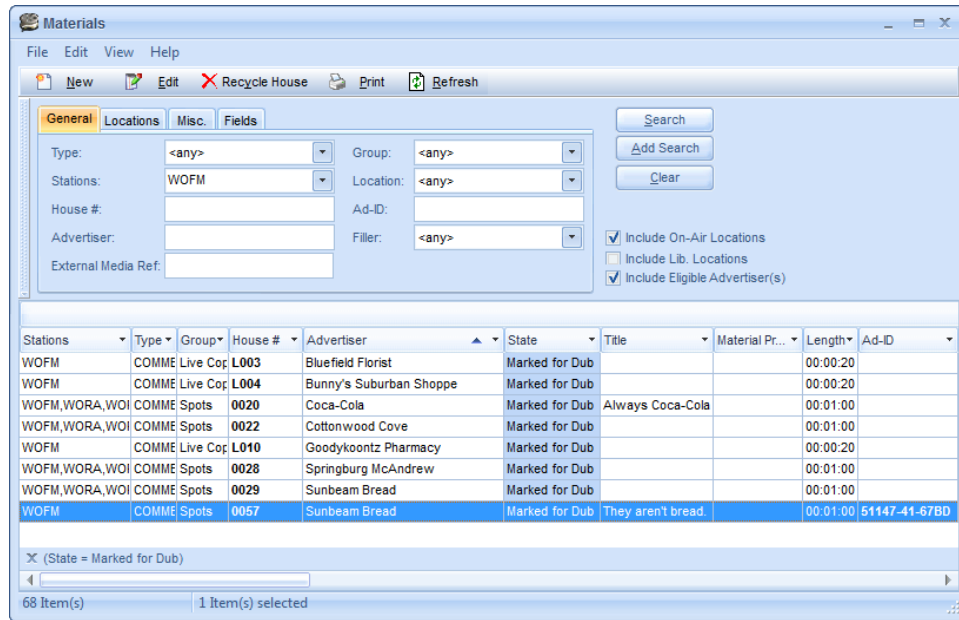 Materials
File Edit View Help
New Edit Recycle House Print Refresh
General Locations Misc. Fields
Search
Type: <any> Group: <any>
Add Search
Stations: WOFM Location: <any>
Clear
House #: Ad-ID:
Advertiser: Filler: <any>
Include On-Air Locations
External Media Ref:
Include Lib. Locations
Include Eligible Advertiser(s)
Stations Type Group House # Advertiser State Title Material Pr... Length Ad-ID
WOFM COMME Live Cop L003 Bluefield Florist Marked for Dub 00:00:20
WOFM COMME Live Cop L004 Bunny's Suburban Shoppe Marked for Dub 00:00:20
WOFM,WORA,WOI COMME Spots 0020 Coca-Cola Marked for Dub Always Coca-Cola 00:01:00
WOFM,WORA,WOI COMME Spots 0022 Cottonwood Cove Marked for Dub 00:01:00
WOFM COMME Live Cop L010 Goodykoontz Pharmacy Marked for Dub 00:00:20
WOFM,WORA,WOI COMME Spots 0028 Springburg McAndrew Marked for Dub 00:01:00
WOFM,WORA,WOI COMME Spots 0029 Sunbeam Bread Marked for Dub 00:01:00
WOFM COMME Spots 0057 Sunbeam Bread Marked for Dub They aren't bread. 00:01:00 51147-41-67BD
(State = Marked for Dub)
68 Item(s) 1 Item(s) selected